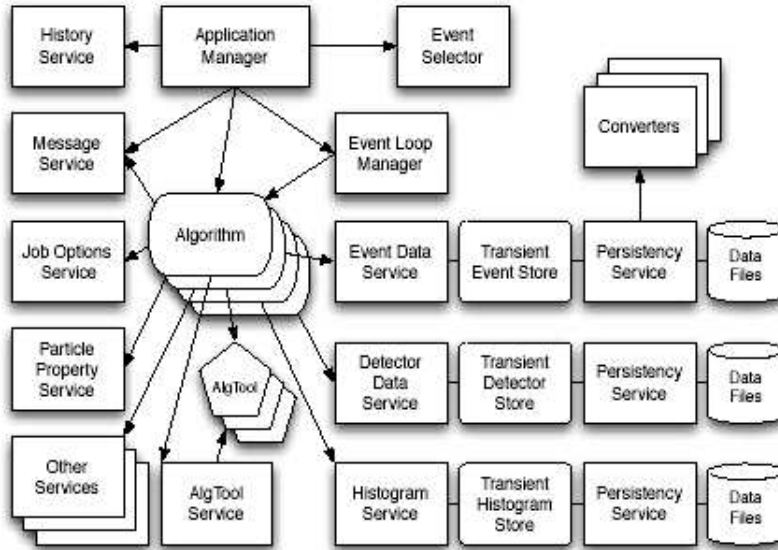 History
Service
Application
Manager
Event
Selector
Converters
Message
Service
Event Loop
Manager
Algorithm
Job Options
Service
Event Data
Service
Transient
Event Store
Persistency
Service
Data
Files
Particle
Property
Service
AlgTool
Detector
Data
Service
Transient
Detector
Store
Persistency
Service
Data
Files
Other
Services
AlgTool
Service
Histogram
Service
Transient
Histogram
Store
Persistency
Service
Data
Files